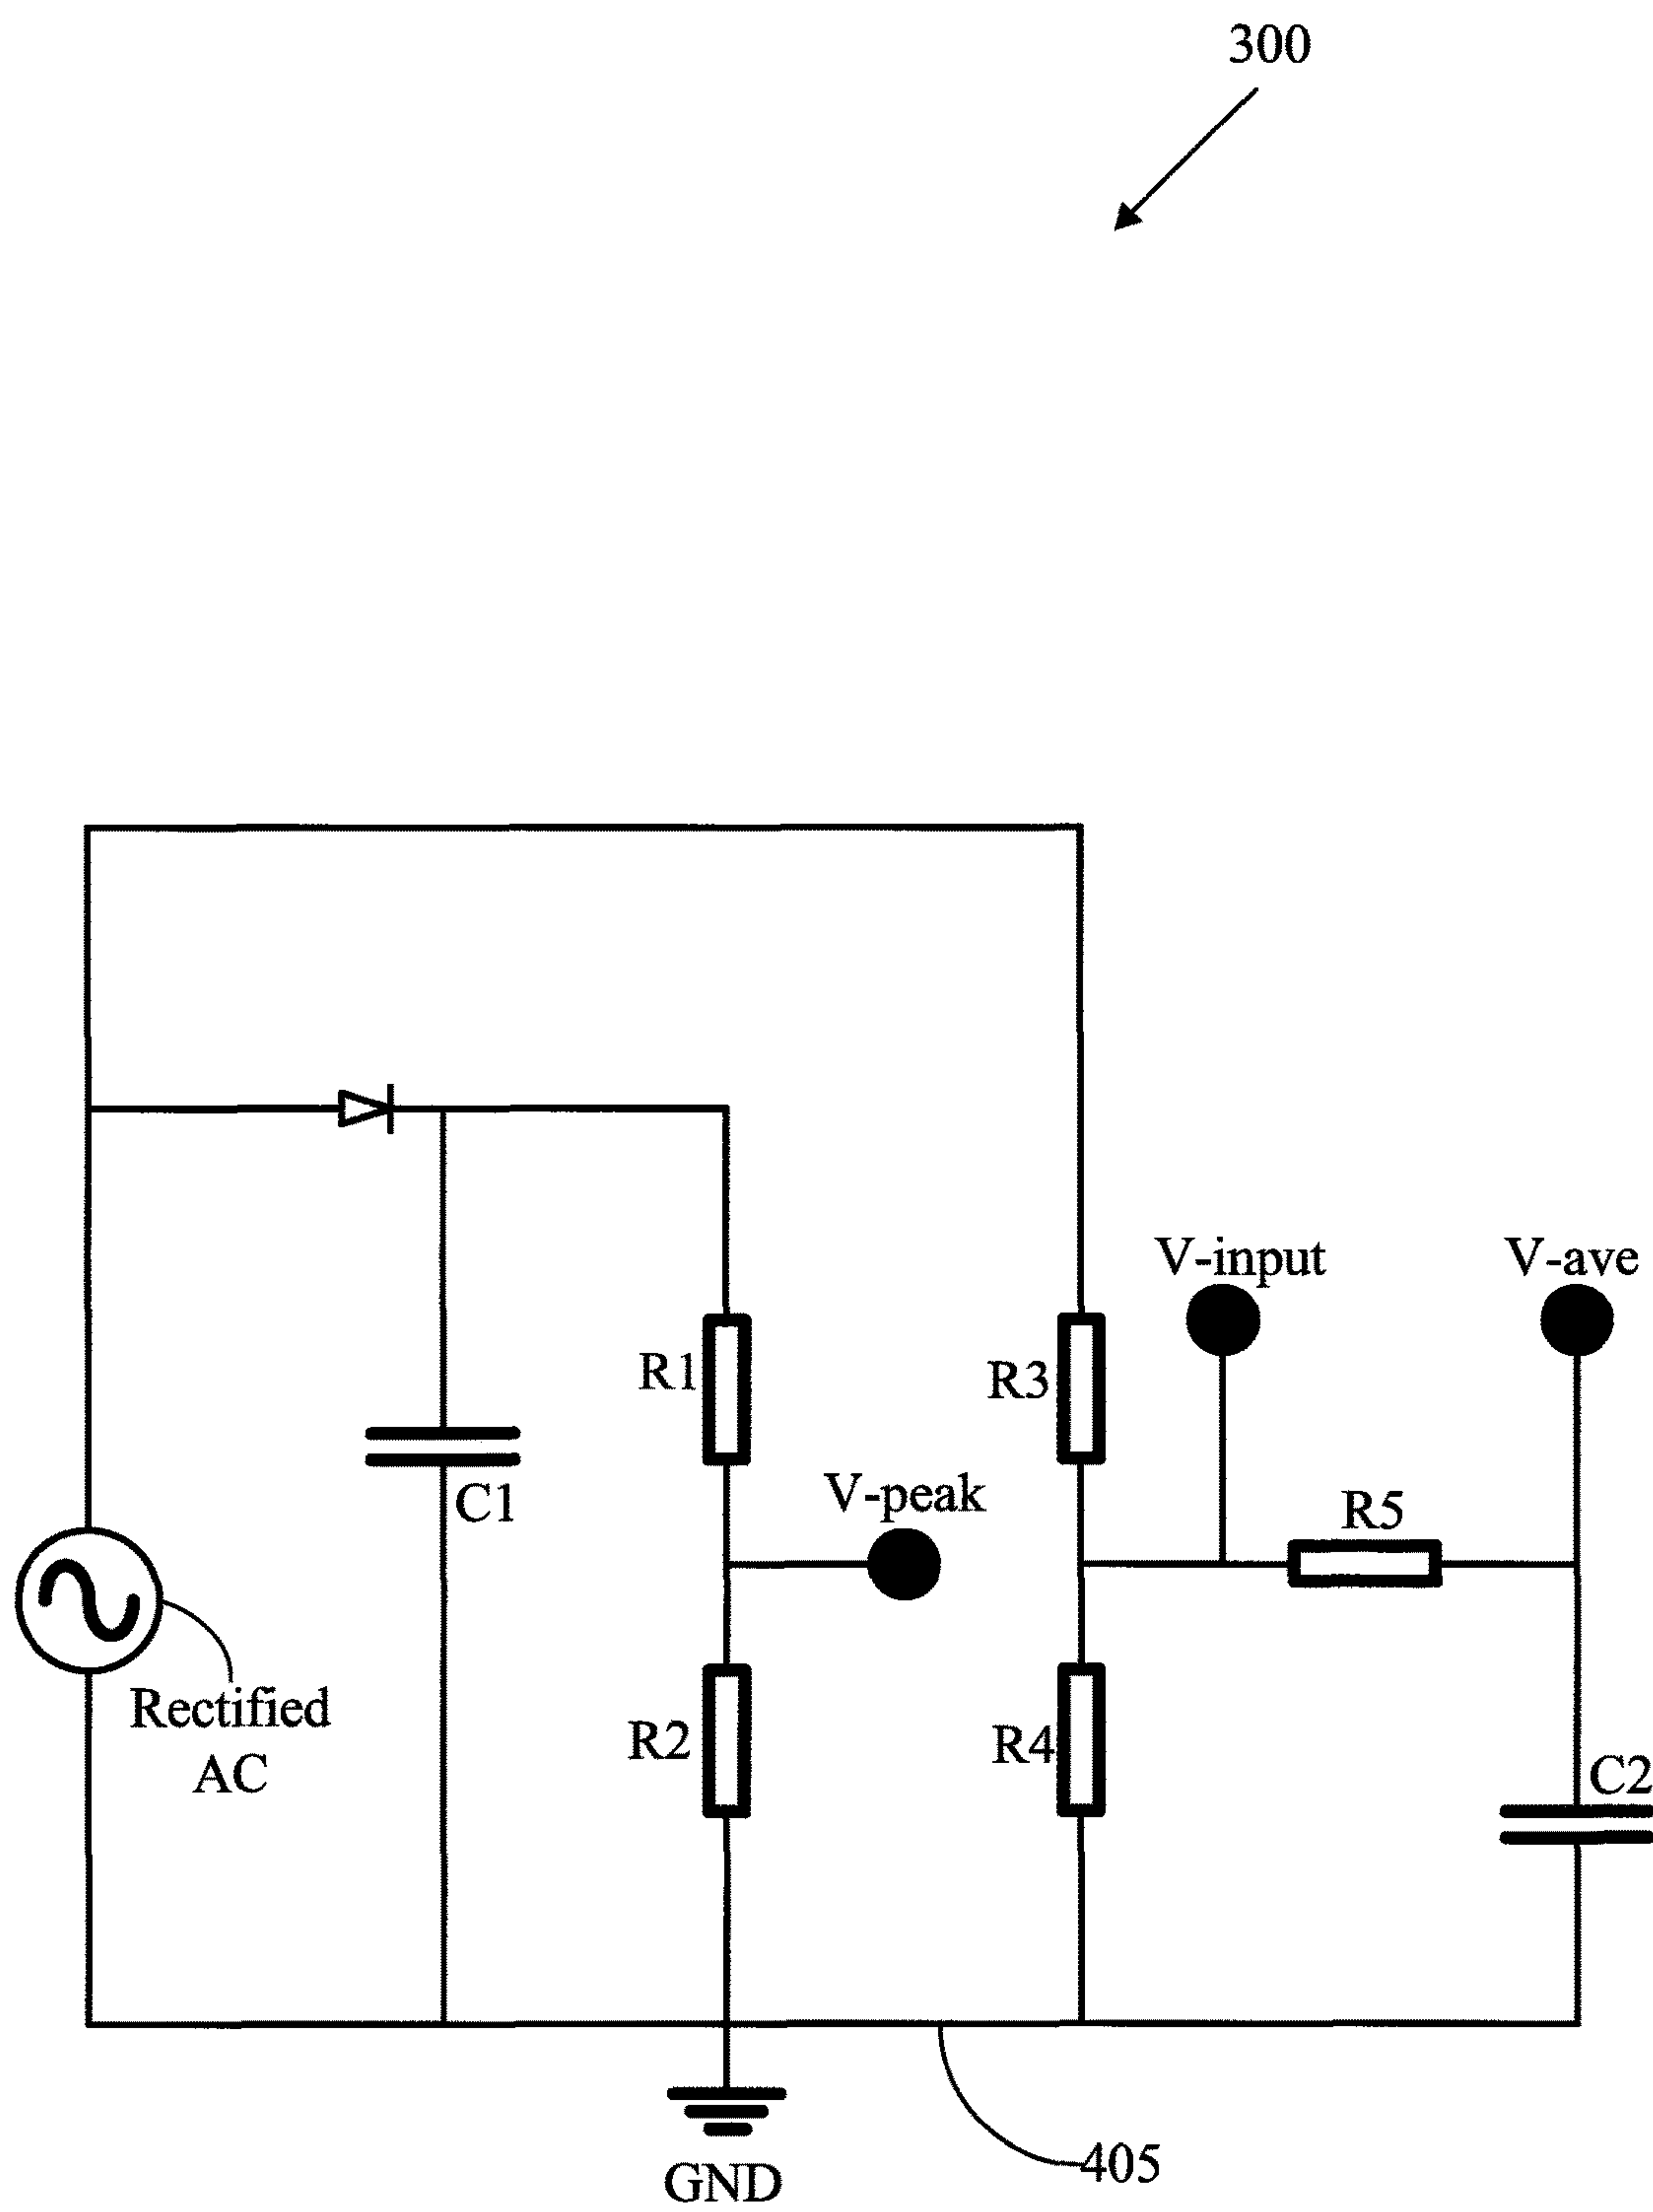 300
V-input
V-ave
R1
R3
V-peak
C1
R5
Rectified
AC
R2
R4
C2
GND
405